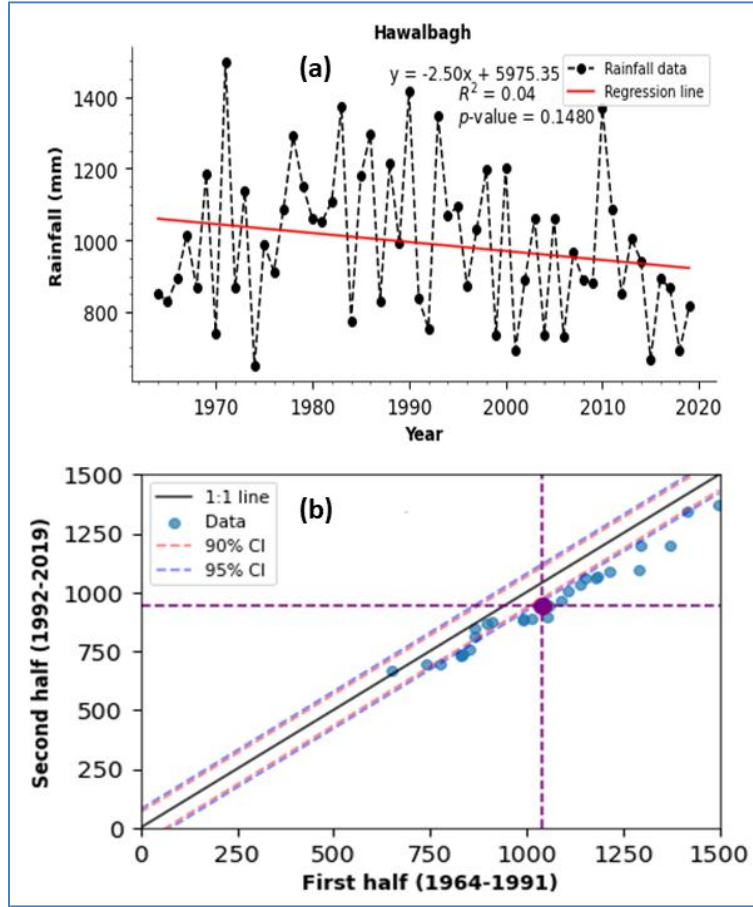 Hawalbagh
(a)
y = -2.50x + 5975.35
R² = 0.04
p-value = 0.1480
Rainfall data
Regression line
1400
1200
1000
800
Rainfall (mm)
1970 1980 1990 2000 2010 2020
Year
(b)
1:1 line
Data
90% CI
95% CI
1500
1250
1000
750
500
250
0
Second half (1992-2019)
0 250 500 750 1000 1250 1500
First half (1964-1991)